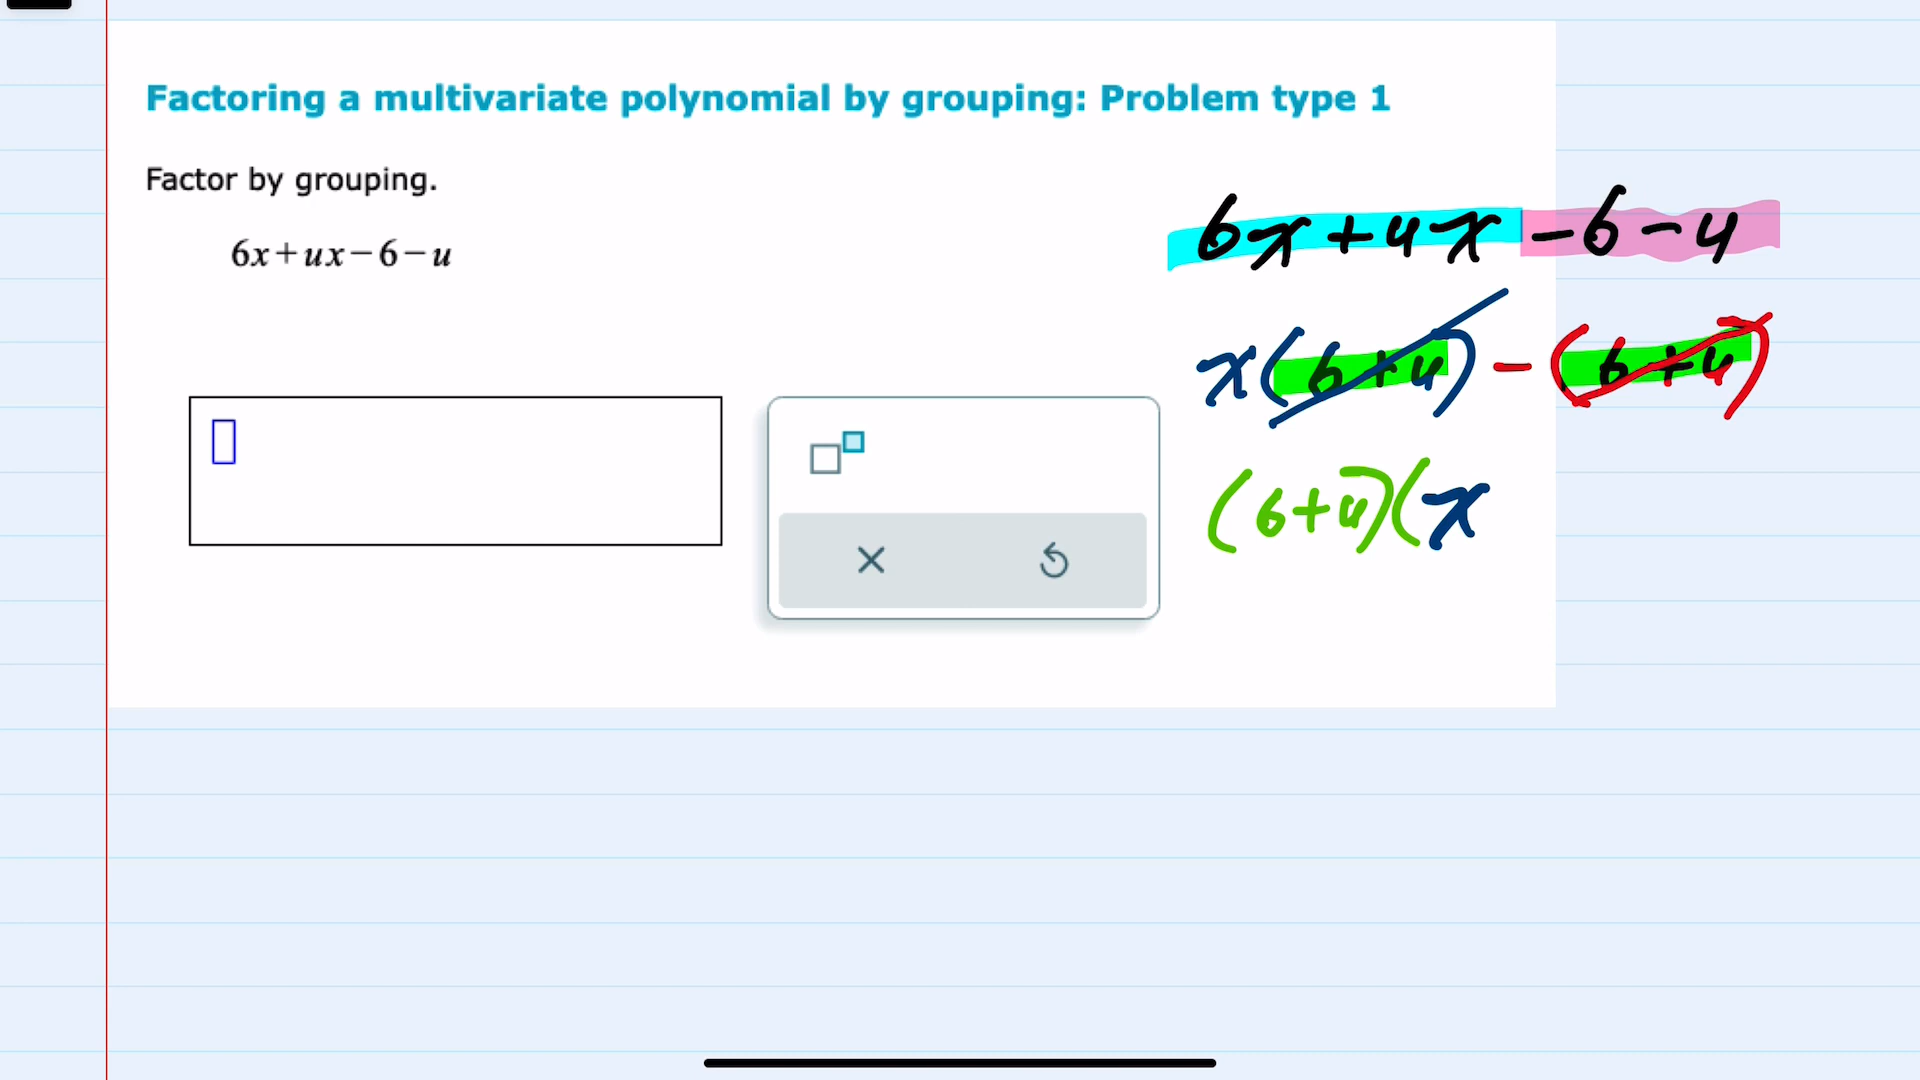 Factoring a multivariate polynomial by grouping: Problem type 1
Factor by grouping.
6x+ux−6−u
6x+ux−6−u
x(6+u)−(6+u)
(6+u)(x